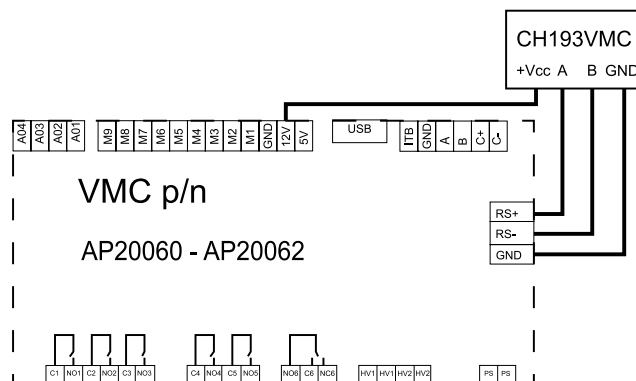 CH193VMC
+Vcc A B GND
A04 A03 A02 A01 M9 M8 M7 M6 M5 M4 M3 M2 M1 GND 12V 5V USB ITB GND A B C+ C-
VMC p/n
AP20060 - AP20062
RS+
RS-
GND
C1 NO1 C2 NO2 C3 NO3 C4 NO4 C5 NO5 NO6 C6 NC6 HV1 HV1 HV2 HV2 PS PS